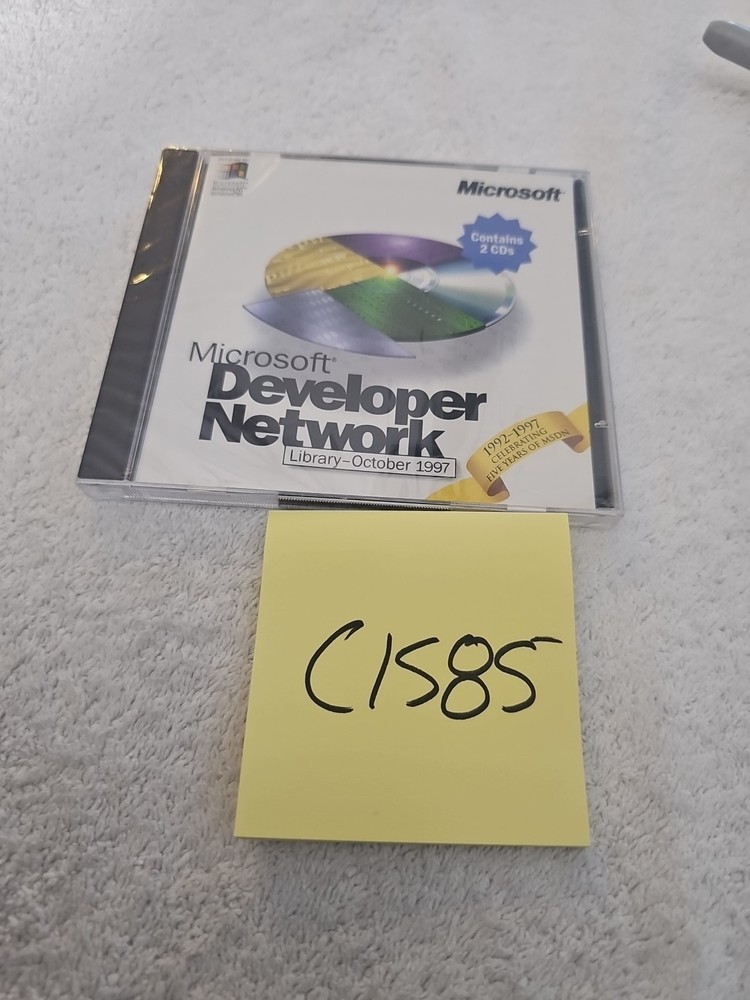 Microsoft
Contains
2 CDs
Microsoft®
Developer
Network
Library–October 1997
1992-1997
CELEBRATING
FIVE YEARS OF MSDN
C1585